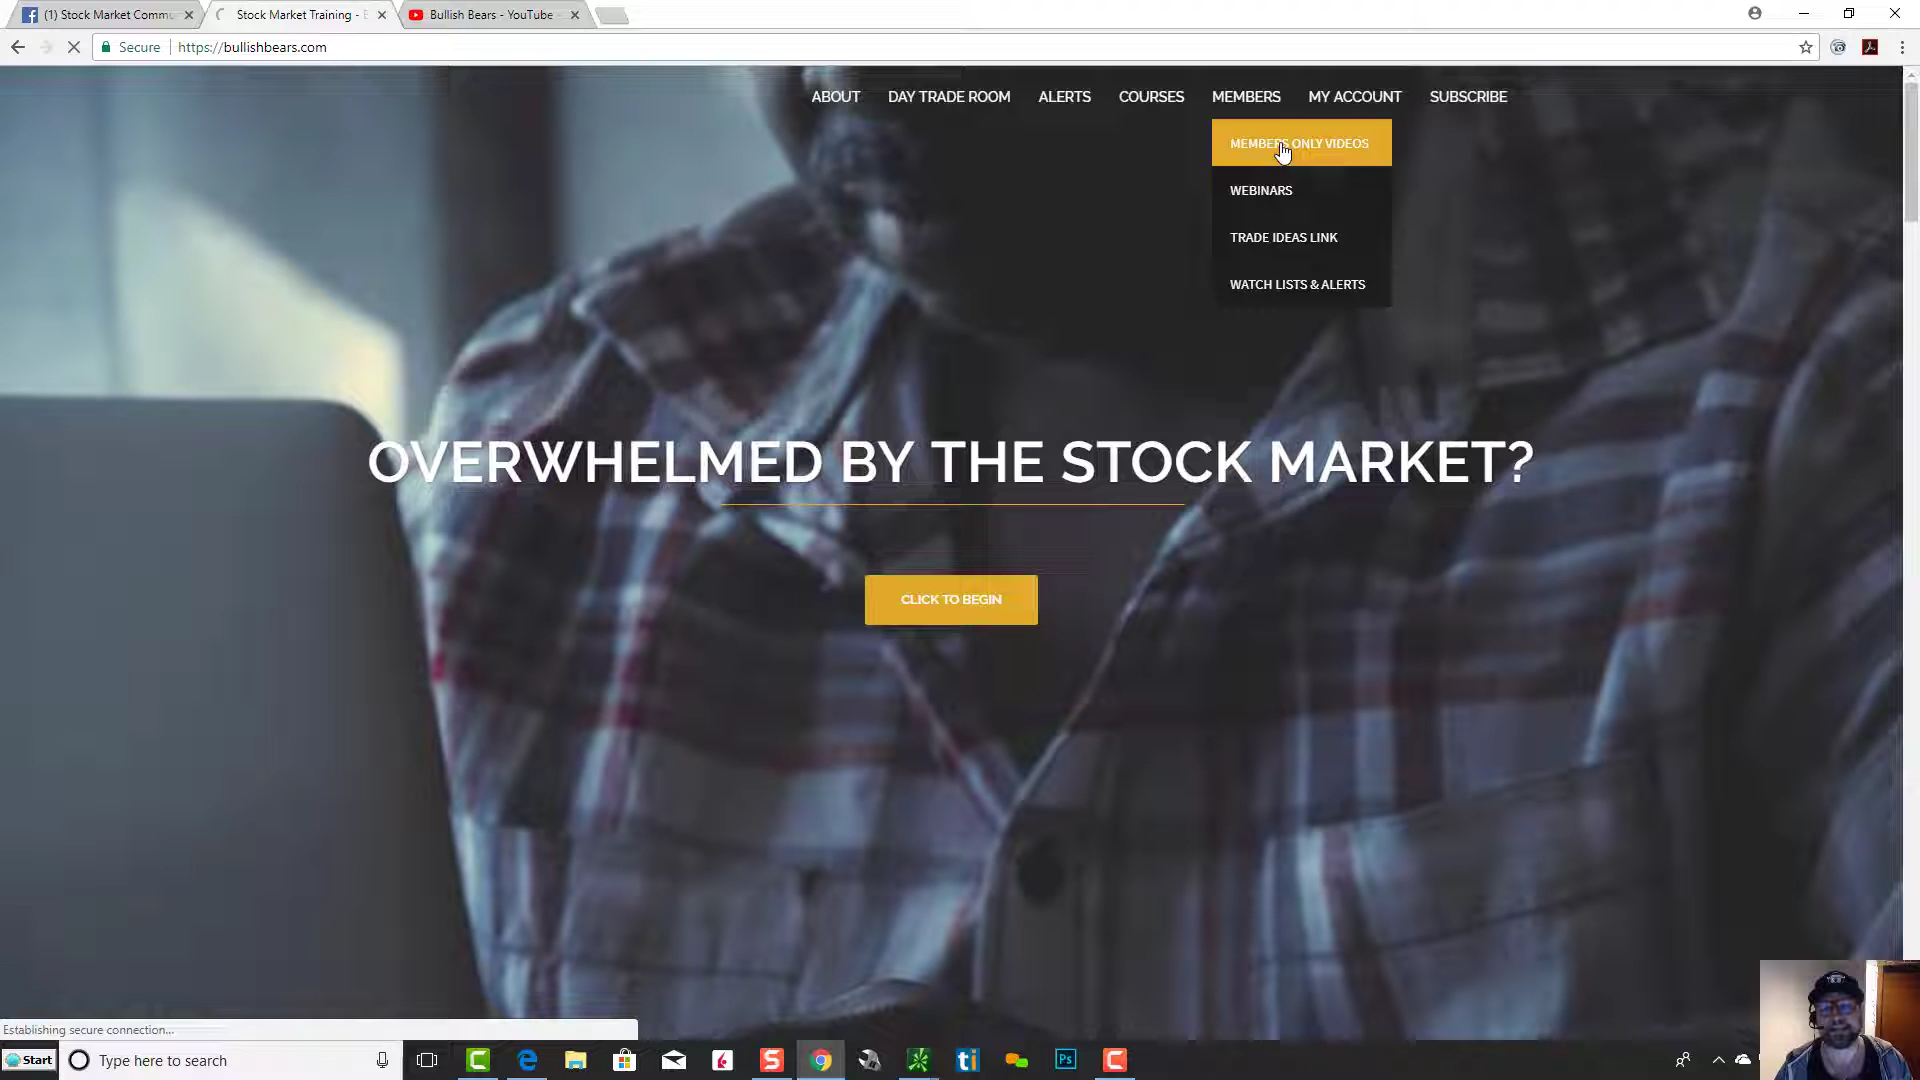 (1) Stock Market Commu
Stock Market Training - B
Bullish Bears - YouTube
Secure
https://bullishbears.com
ABOUT
DAY TRADE ROOM
ALERTS
COURSES
MEMBERS
MY ACCOUNT
SUBSCRIBE
MEMBERS ONLY VIDEOS
WEBINARS
TRADE IDEAS LINK
WATCH LISTS & ALERTS
OVERWHELMED BY THE STOCK MARKET?
CLICK TO BEGIN
Establishing secure connection...
Start
Type here to search
ti
Ps